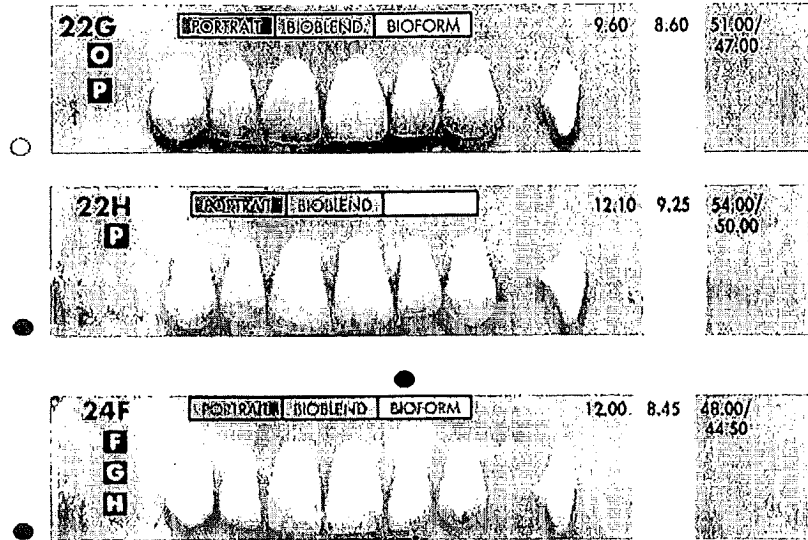 22G PORTRAIT BIOBLEND BIOFORM 9.60 8.60 51.00/
47.00
O
P
22H PORTRAIT BIOBLEND 12.10 9.25 54.00/
50.00
P
24F PORTRAIT BIOBLEND BIOFORM 12.00 8.45 48.00/
44.50
F
G
H